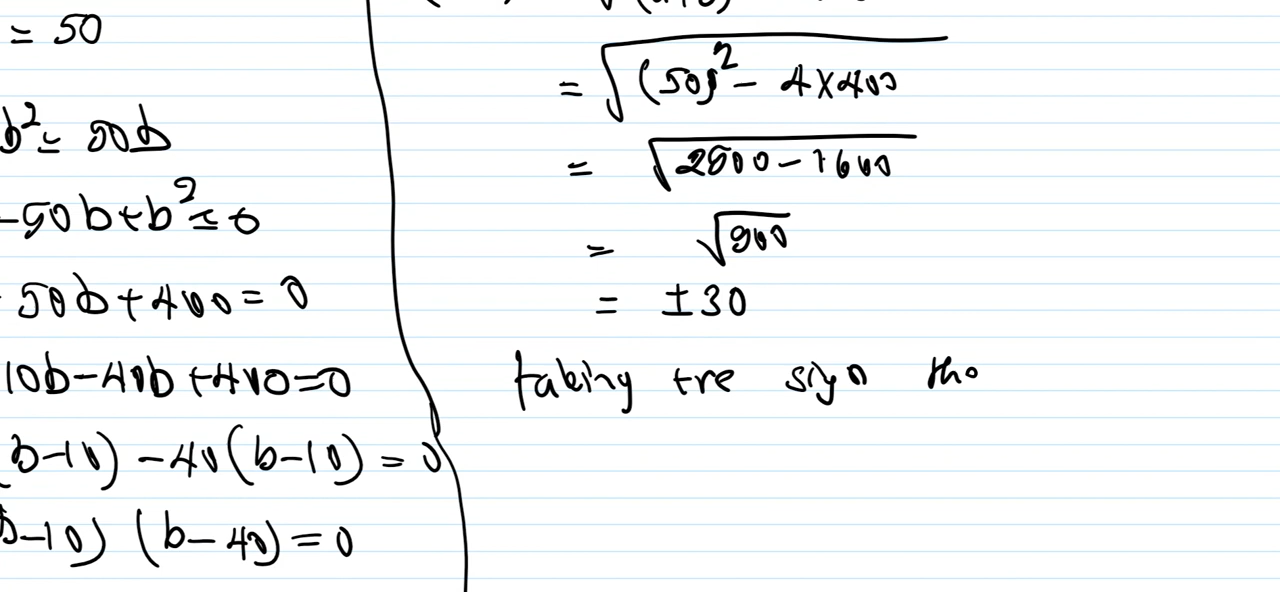 = 50
b² = 50b
-50b+b² = 0
50b+400 = 0
10b-40b+400=0
(b-10) -40(b-10) = 0
b-10) (b-40) = 0
= √(50)² - 4×400
= √2500-1600
= √900
= ±30
taking +ve sign the